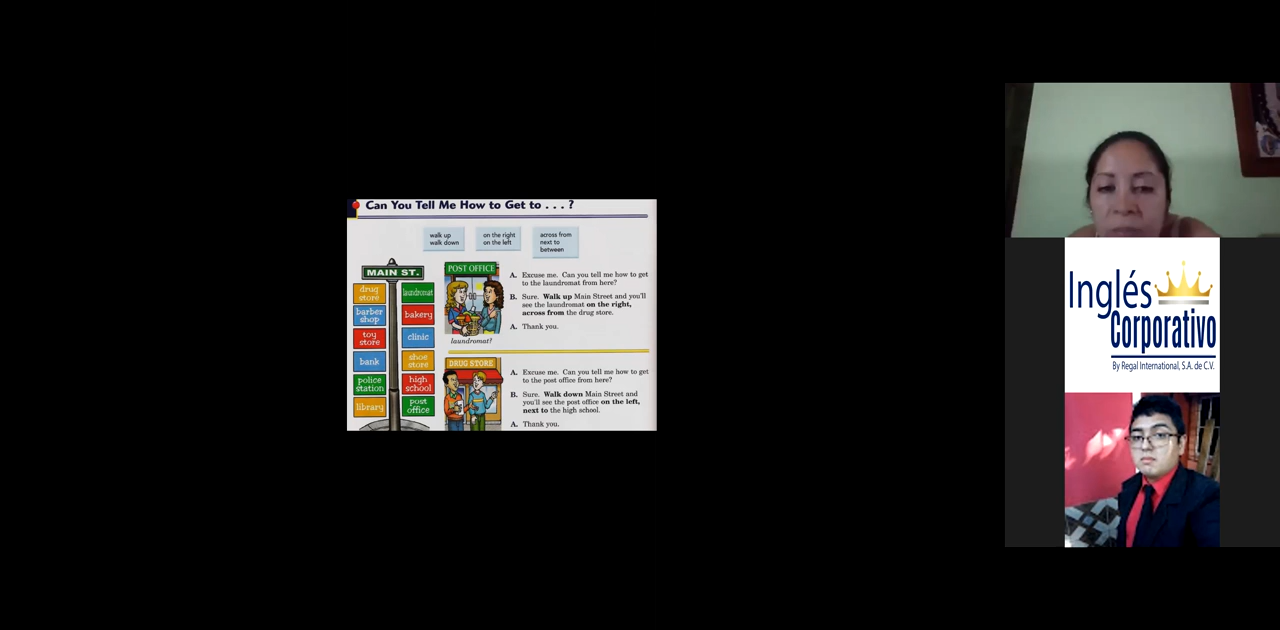 Can You Tell Me How to Get to . . . ?
walk up
walk down
on the right
on the left
across from
next to
between
MAIN ST.
drug
store
laundromat
barber
shop
bakery
toy
store
clinic
bank
shoe
store
police
station
high
school
library
post
office
POST OFFICE
laundromat?
A. Excuse me. Can you tell me how to get
to the laundromat from here?
B. Sure. Walk up Main Street and you'll
see the laundromat on the right,
across from the drug store.
A. Thank you.
DRUG STORE
A. Excuse me. Can you tell me how to get
to the post office from here?
B. Sure. Walk down Main Street and
you'll see the post office on the left,
next to the high school.
A. Thank you.
Inglés
Corporativo
By Regal International, S.A. de C.V.